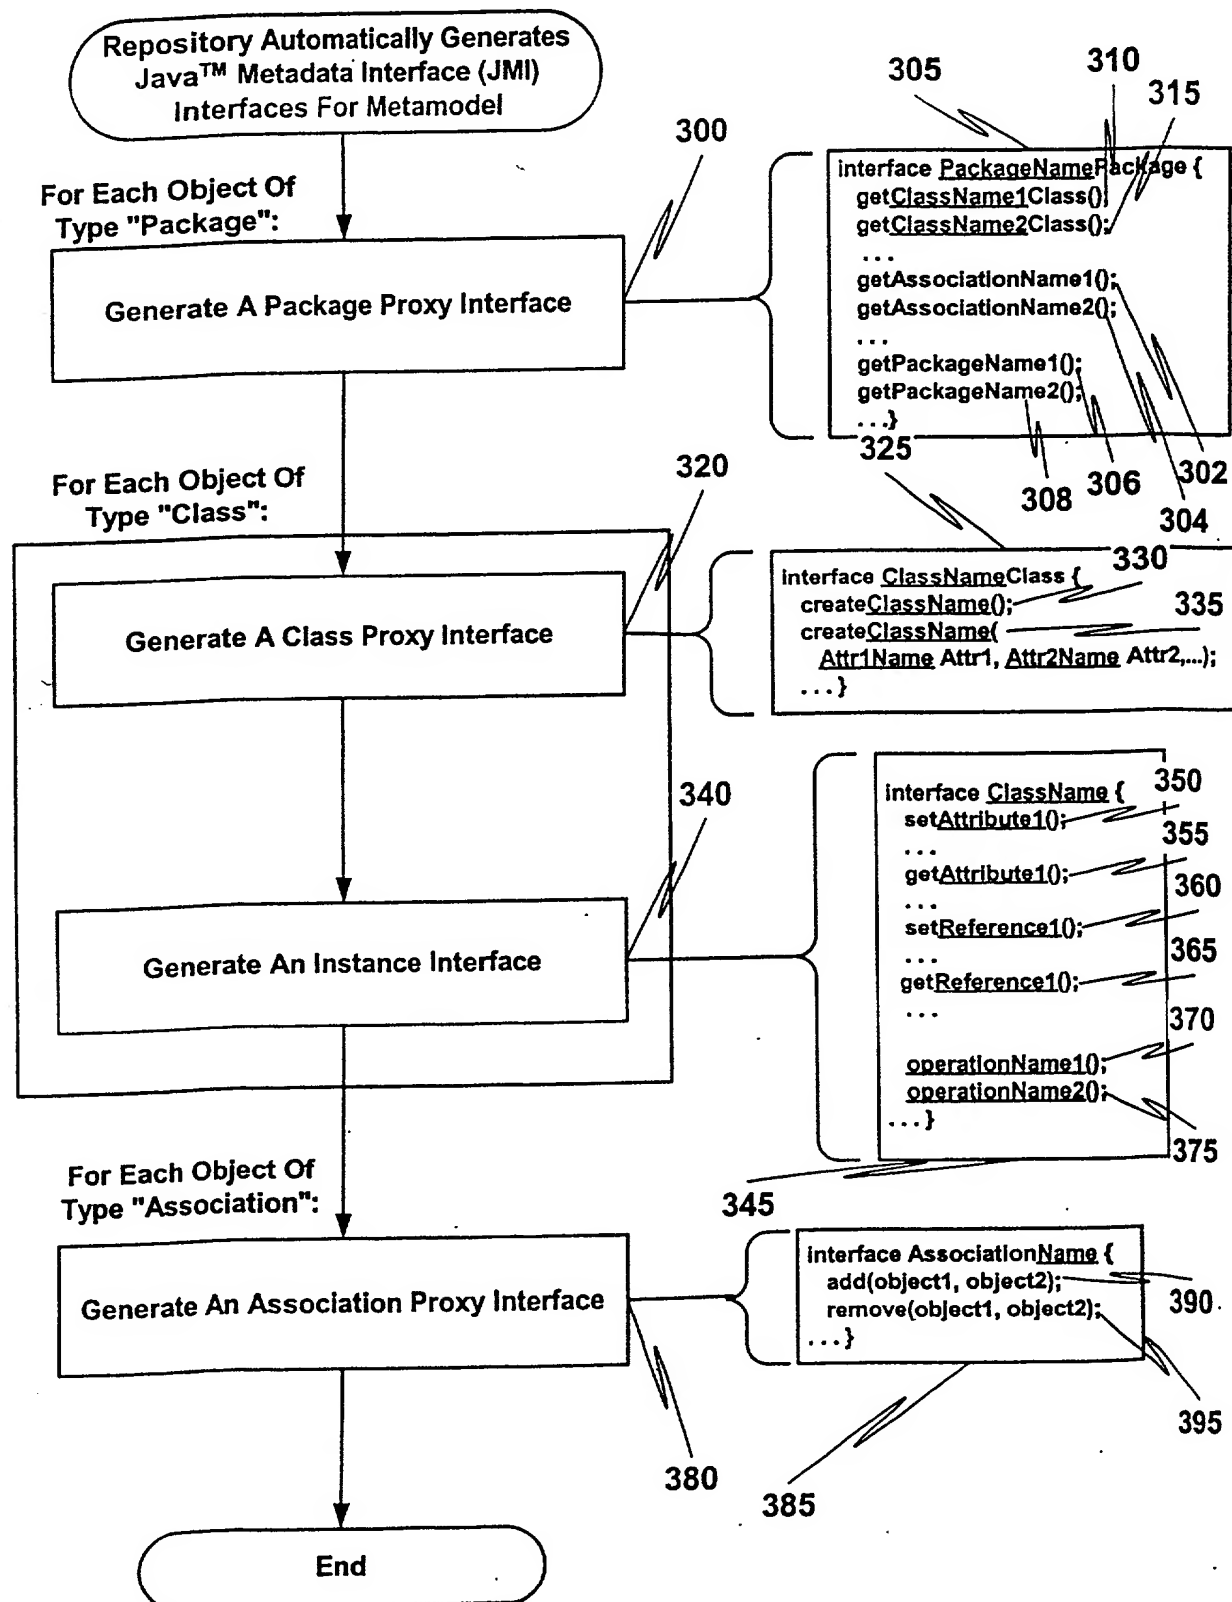 Repository Automatically Generates
Java™ Metadata Interface (JMI)
Interfaces For Metamodel
305
310
315
300
For Each Object Of
Type "Package":
Generate A Package Proxy Interface
interface PackageNamePackage {
getClassName1Class();
getClassName2Class();
...
getAssociationName1();
getAssociationName2();
...
getPackageName1();
getPackageName2();
...}
302
304
306
308
For Each Object Of
Type "Class":
320
325
Generate A Class Proxy Interface
interface ClassNameClass {
createClassName();
createClassName(
Attr1Name Attr1, Attr2Name Attr2,...);
...}
330
335
340
Generate An Instance Interface
interface ClassName {
setAttribute1();
...
getAttribute1();
...
setReference1();
...
getReference1();
...
operationName1();
operationName2();
...}
350
355
360
365
370
375
345
For Each Object Of
Type "Association":
Generate An Association Proxy Interface
interface AssociationName {
add(object1, object2);
remove(object1, object2);
...}
390
395
380
385
End